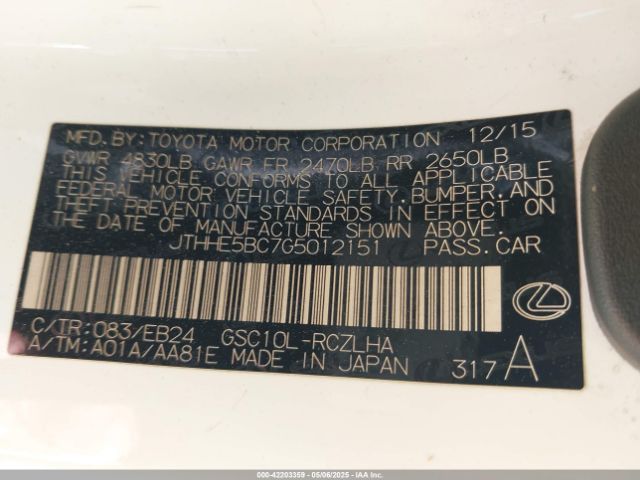 MFD.BY:TOYOTA MOTOR CORPORATION 12/15
GVWR 4830LB GAWR FR 2470LB RR 2650LB
THIS VEHICLE CONFORMS TO ALL APPLICABLE
FEDERAL MOTOR VEHICLE SAFETY,BUMPER,AND
THEFT PREVENTION STANDARDS IN EFFECT ON
THE DATE OF MANUFACTURE SHOWN ABOVE.
JTHHE5BC7G5012151 PASS.CAR
C/TR:083/EB24 GSC10L-RCZLHA
A/TM:A01A/AA81E MADE IN JAPAN 317A
000-42203359 - 05/06/2025 - IAA Inc.